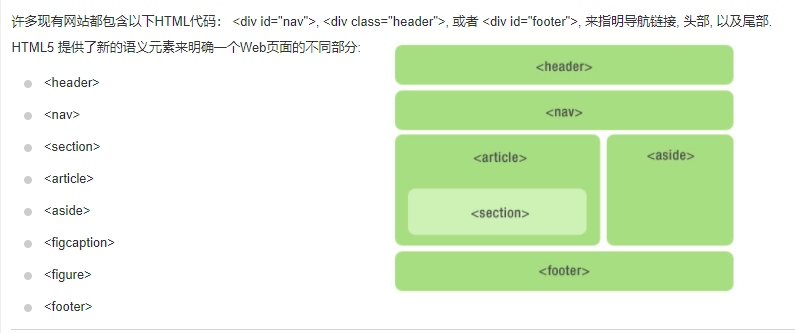 许多现有网站都包含以下HTML代码： <div id="nav">, <div class="header">, 或者 <div id="footer">, 来指明导航链接, 头部, 以及尾部.
HTML5 提供了新的语义元素来明确一个Web页面的不同部分:
<header>
<nav>
<section>
<article>
<aside>
<figcaption>
<figure>
<footer>
<header>
<nav>
<article>
<section>
<aside>
<footer>